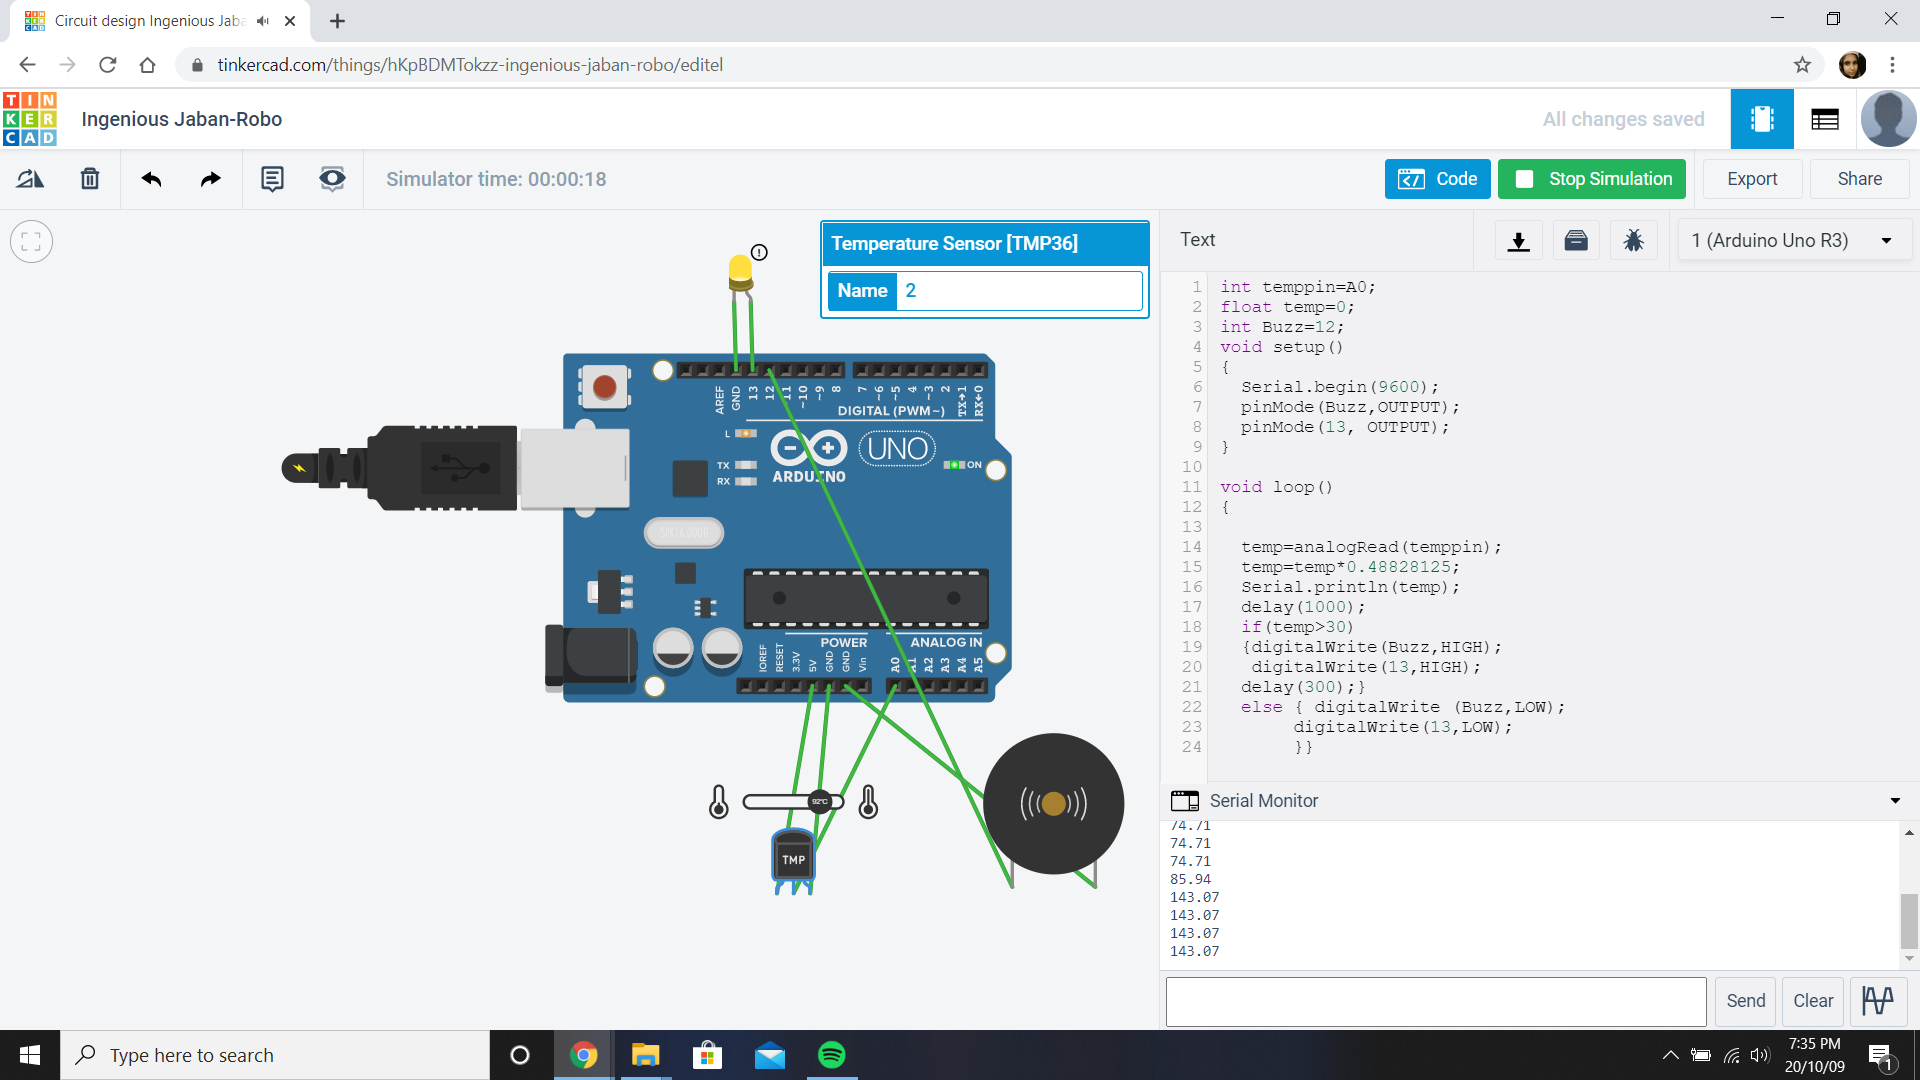 Circuit design Ingenious Jaba
tinkercad.com/things/hKpBDMTokzz-ingenious-jaban-robo/editel
TIN
KER
CAD
Ingenious Jaban-Robo
All changes saved
Simulator time: 00:00:18
Code
Stop Simulation
Export
Share
Temperature Sensor [TMP36]
Name 2
AREF
GND
13
12
11
~10
~9
8
7
~6
~5
4
~3
2
TX→1
RX←0
DIGITAL (PWM~)
L
TX
RX
ARDUINO
UNO
ON
SPK16.000G
POWER
ANALOG IN
IOREF
RESET
3.3V
5V
GND
GND
Vin
A0
A1
A2
A3
A4
A5
92°C
TMP
Text
1 (Arduino Uno R3)
1 int temppin=A0;
2 float temp=0;
3 int Buzz=12;
4 void setup()
5 {
6 Serial.begin(9600);
7 pinMode(Buzz,OUTPUT);
8 pinMode(13, OUTPUT);
9 }
10
11 void loop()
12 {
13
14 temp=analogRead(temppin);
15 temp=temp*0.48828125;
16 Serial.println(temp);
17 delay(1000);
18 if(temp>30)
19 {digitalWrite(Buzz,HIGH);
20 digitalWrite(13,HIGH);
21 delay(300);}
22 else { digitalWrite (Buzz,LOW);
23 digitalWrite(13,LOW);
24 }}
Serial Monitor
74.71
74.71
74.71
85.94
143.07
143.07
143.07
143.07
Send
Clear
Type here to search
7:35 PM
20/10/09
1